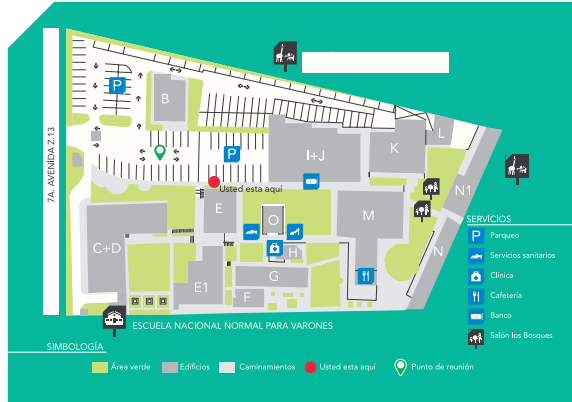 7A. AVENIDA Z.13
P
B
P
I+J
K
L
Usted esta aquí
E
O
M
N1
C+D
H
G
N
E1
F
ESCUELA NACIONAL NORMAL PARA VARONES
SERVICIOS
P Parqueo
Servicios sanitarios
Clínica
Cafetería
Banco
Salón los Bosques
SIMBOLOGÍA
Área verde Edificios Caminamientos Usted esta aquí Punto de reunión